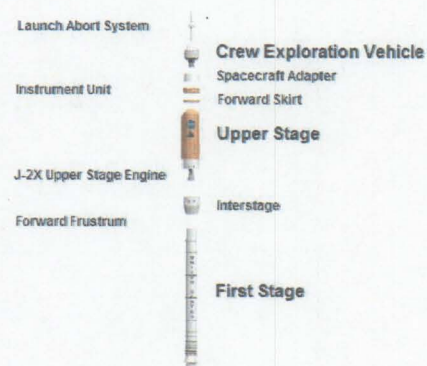 Launch Abort System
Crew Exploration Vehicle
Spacecraft Adapter
Instrument Unit
Forward Skirt
Upper Stage
J-2X Upper Stage Engine
Interstage
Forward Frustrum
First Stage